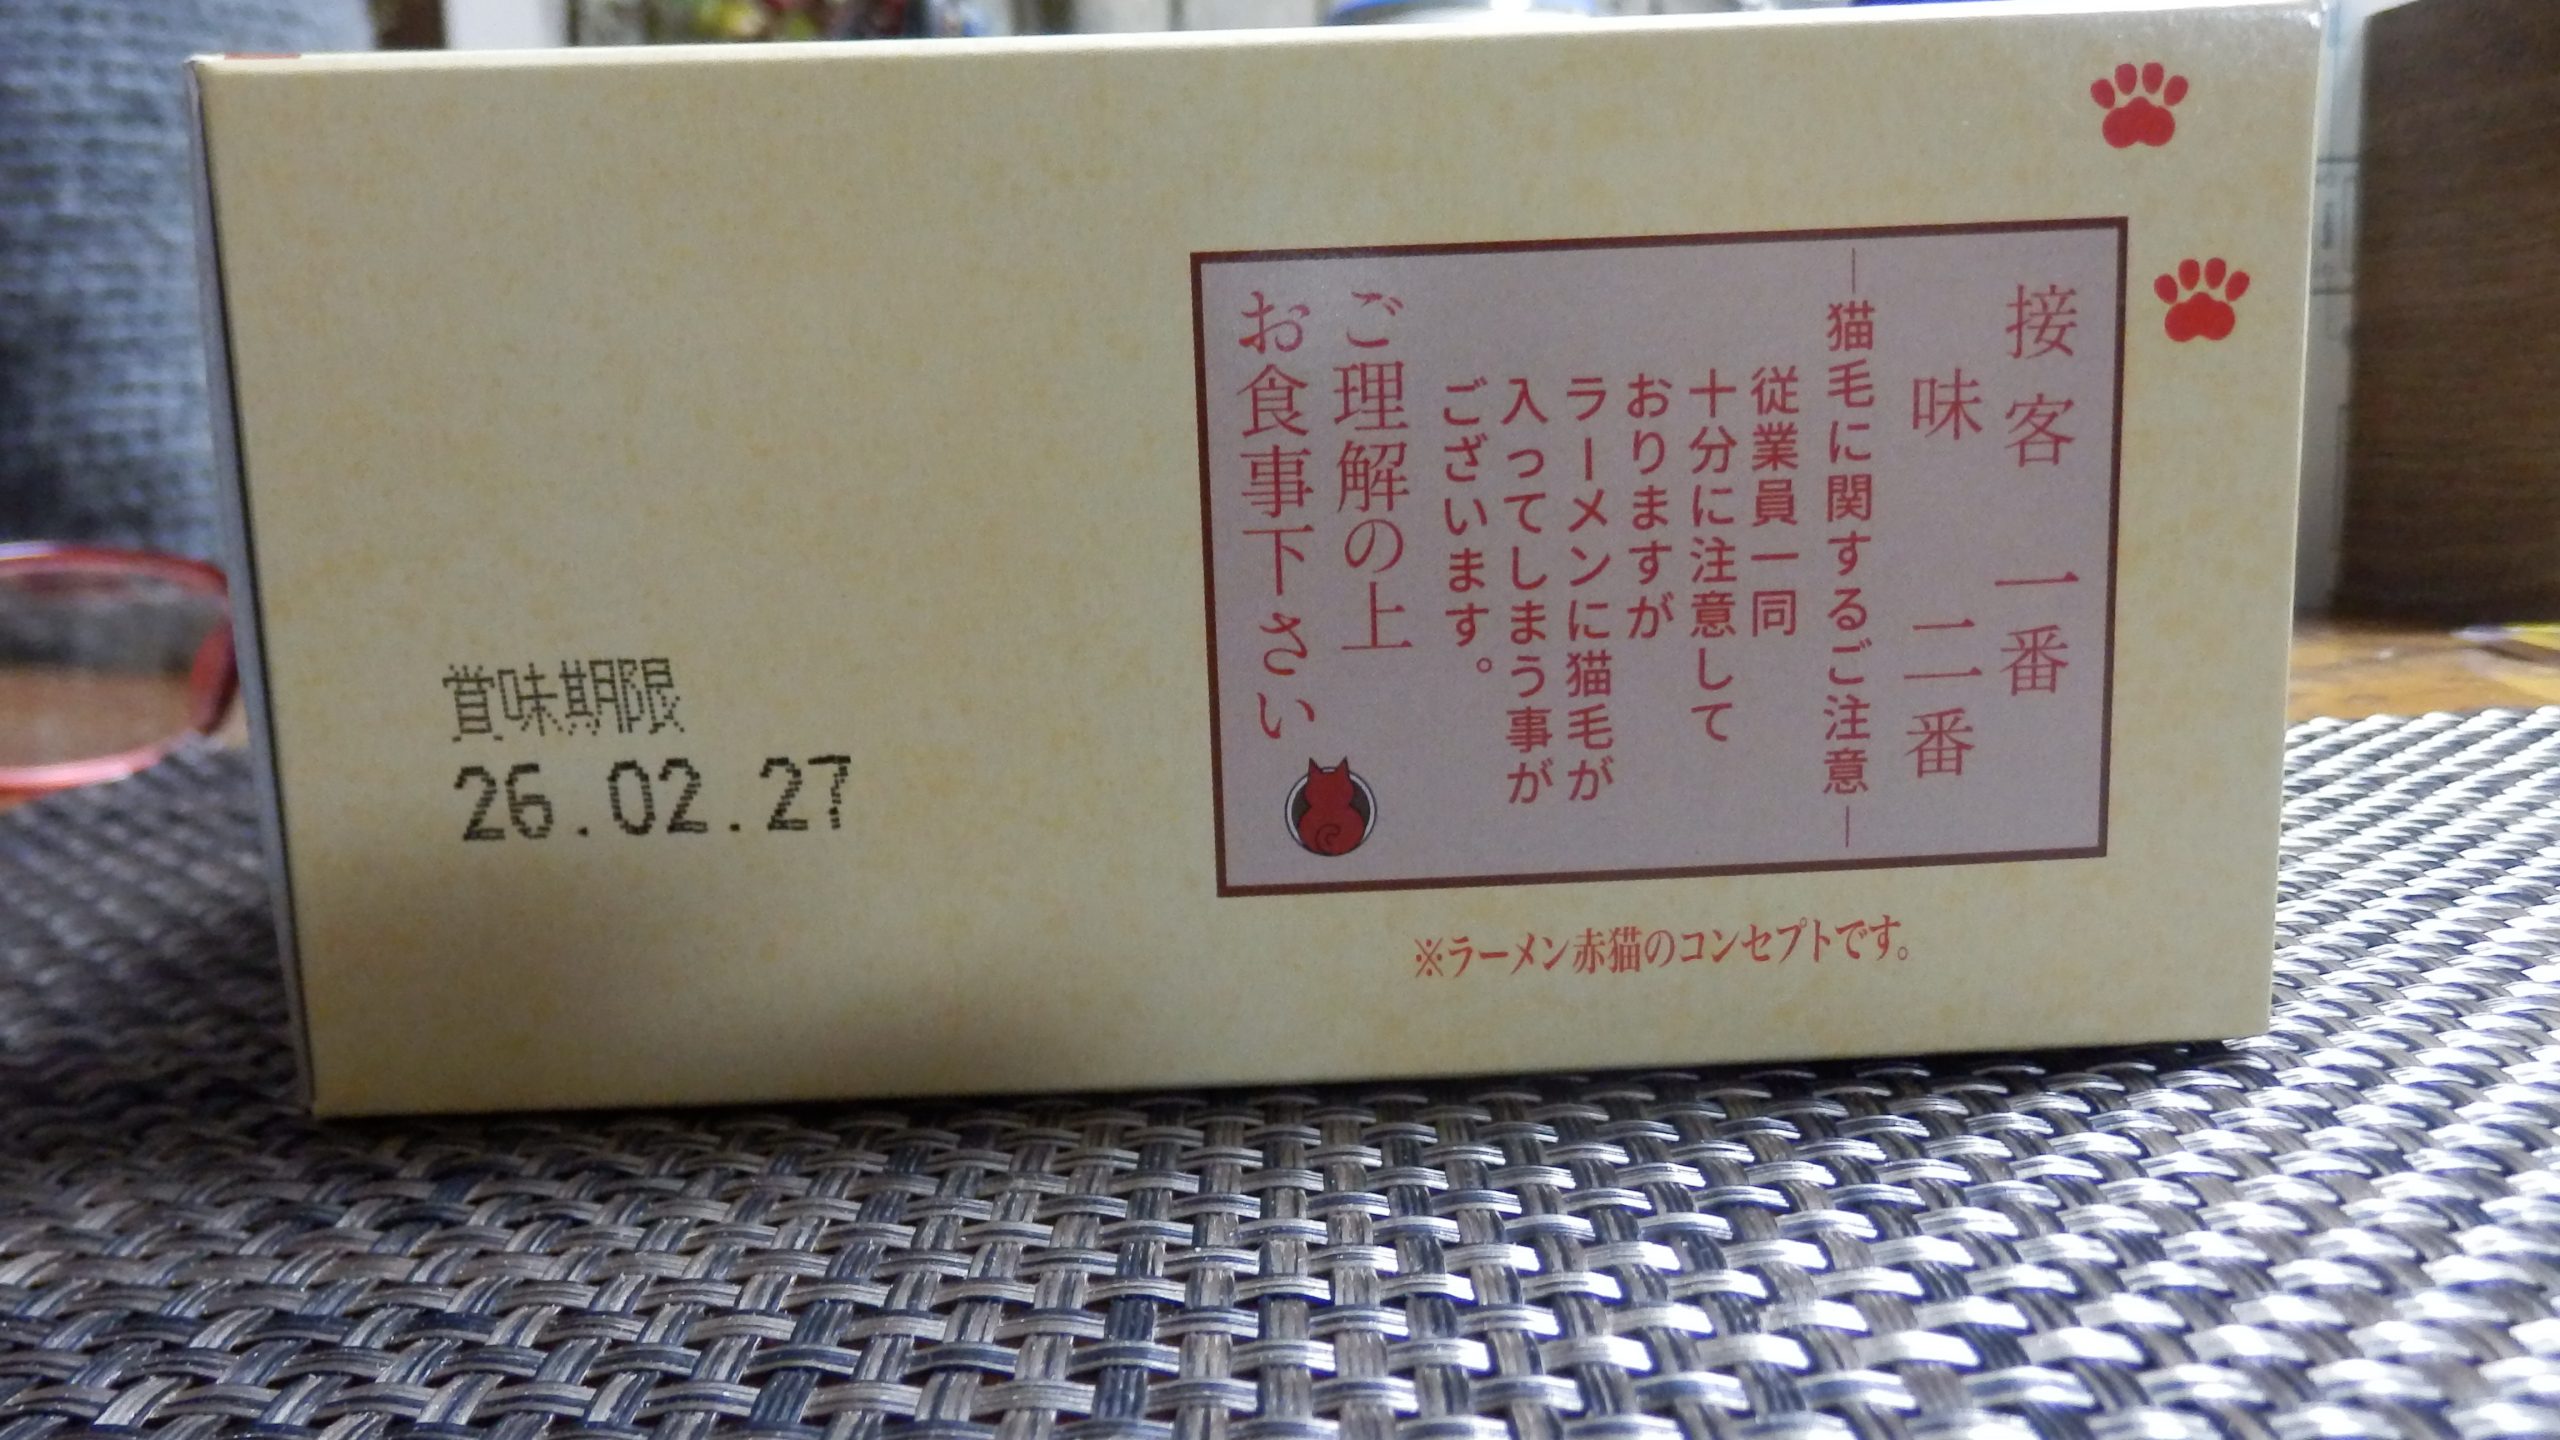 接客 一番
味 二番
―猫毛に関するご注意―
従業員一同
十分に注意して
おりますが
ラーメンに猫毛が
入ってしまう事が
ございます。
ご理解の上
お食事下さい
※ラーメン赤猫のコンセプトです。
賞味期限
26.02.27